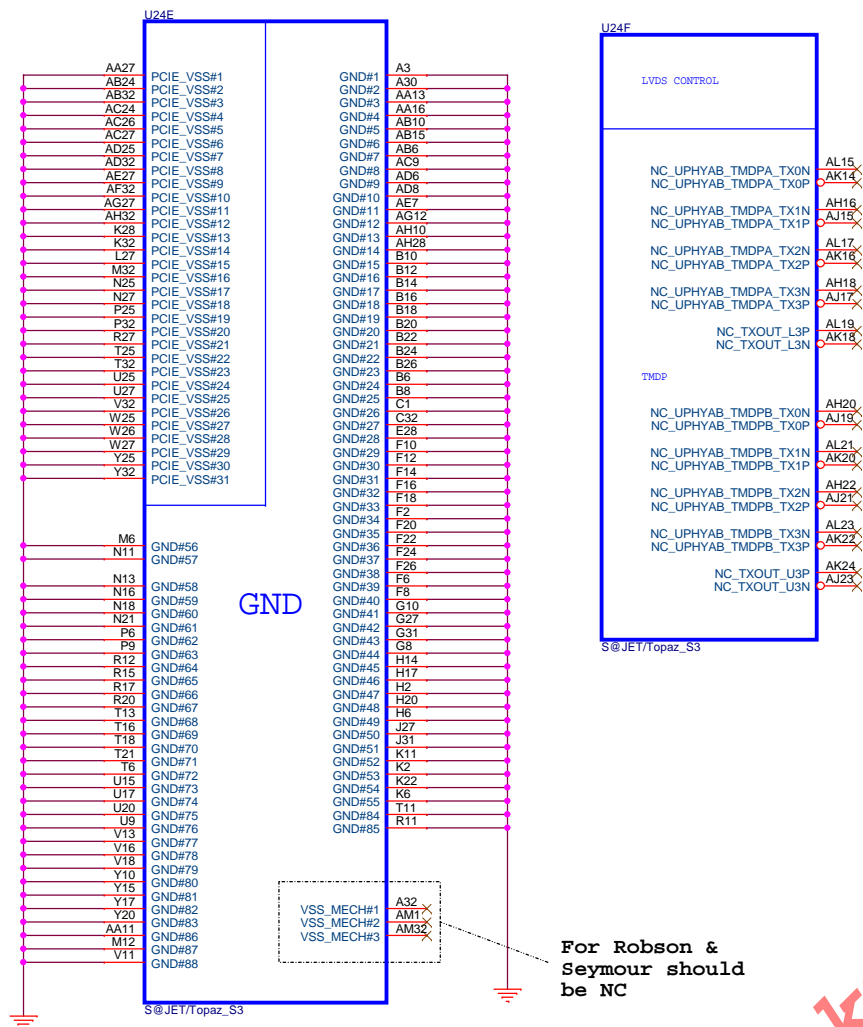 U24E
AA27 PCIE_VSS#1
AB24 PCIE_VSS#2
AB32 PCIE_VSS#3
AC24 PCIE_VSS#4
AC26 PCIE_VSS#5
AC27 PCIE_VSS#6
AD25 PCIE_VSS#7
AD32 PCIE_VSS#8
AE27 PCIE_VSS#9
AF32 PCIE_VSS#10
AG27 PCIE_VSS#11
AH32 PCIE_VSS#12
K28 PCIE_VSS#13
K32 PCIE_VSS#14
L27 PCIE_VSS#15
M32 PCIE_VSS#16
N25 PCIE_VSS#17
N27 PCIE_VSS#18
P25 PCIE_VSS#19
P32 PCIE_VSS#20
R27 PCIE_VSS#21
T25 PCIE_VSS#22
T32 PCIE_VSS#23
U25 PCIE_VSS#24
U27 PCIE_VSS#25
V32 PCIE_VSS#26
W25 PCIE_VSS#27
W26 PCIE_VSS#28
W27 PCIE_VSS#29
Y25 PCIE_VSS#30
Y32 PCIE_VSS#31
M6 GND#56
N11 GND#57
N13 GND#58
N16 GND#59
N18 GND#60
N21 GND#61
P6 GND#62
P9 GND#63
R12 GND#64
R15 GND#65
R17 GND#66
R20 GND#67
T13 GND#68
T16 GND#69
T18 GND#70
T21 GND#71
T6 GND#72
U15 GND#73
U17 GND#74
U20 GND#75
U9 GND#76
V13 GND#77
V16 GND#78
V18 GND#79
Y10 GND#80
Y15 GND#81
Y17 GND#82
Y20 GND#83
AA11 GND#86
M12 GND#87
V11 GND#88
GND
GND#1 A3
GND#2 A30
GND#3 AA13
GND#4 AA16
GND#5 AB10
GND#6 AB15
GND#7 AB6
GND#8 AC9
GND#9 AD6
GND#10 AD8
GND#11 AE7
GND#12 AG12
GND#13 AH10
GND#14 AH28
GND#15 B10
GND#16 B12
GND#17 B14
GND#18 B16
GND#19 B18
GND#20 B20
GND#21 B22
GND#22 B24
GND#23 B26
GND#24 B6
GND#25 B8
GND#26 C1
GND#27 C32
GND#28 E28
GND#29 F10
GND#30 F12
GND#31 F14
GND#32 F16
GND#33 F18
GND#34 F2
GND#35 F20
GND#36 F22
GND#37 F24
GND#38 F26
GND#39 F6
GND#40 F8
GND#41 G10
GND#42 G27
GND#43 G31
GND#44 G8
GND#45 H14
GND#46 H17
GND#47 H2
GND#48 H20
GND#49 H6
GND#50 J27
GND#51 J31
GND#52 K11
GND#53 K2
GND#54 K22
GND#55 K6
GND#84 T11
GND#85 R11
VSS_MECH#1 A32
VSS_MECH#2 AM1
VSS_MECH#3 AM32
S@JET/Topaz_S3
For Robson &
Seymour should
be NC
U24F
LVDS CONTROL
NC_UPHYAB_TMDPA_TX0N AL15
NC_UPHYAB_TMDPA_TX0P AK14
NC_UPHYAB_TMDPA_TX1N AH16
NC_UPHYAB_TMDPA_TX1P AJ15
NC_UPHYAB_TMDPA_TX2N AL17
NC_UPHYAB_TMDPA_TX2P AK16
NC_UPHYAB_TMDPA_TX3N AH18
NC_UPHYAB_TMDPA_TX3P AJ17
NC_TXOUT_L3P AL19
NC_TXOUT_L3N AK18
TMDP
NC_UPHYAB_TMDPB_TX0N AH20
NC_UPHYAB_TMDPB_TX0P AJ19
NC_UPHYAB_TMDPB_TX1N AL21
NC_UPHYAB_TMDPB_TX1P AK20
NC_UPHYAB_TMDPB_TX2N AH22
NC_UPHYAB_TMDPB_TX2P AJ21
NC_UPHYAB_TMDPB_TX3N AL23
NC_UPHYAB_TMDPB_TX3P AK22
NC_TXOUT_U3P AK24
NC_TXOUT_U3N AJ23
S@JET/Topaz_S3